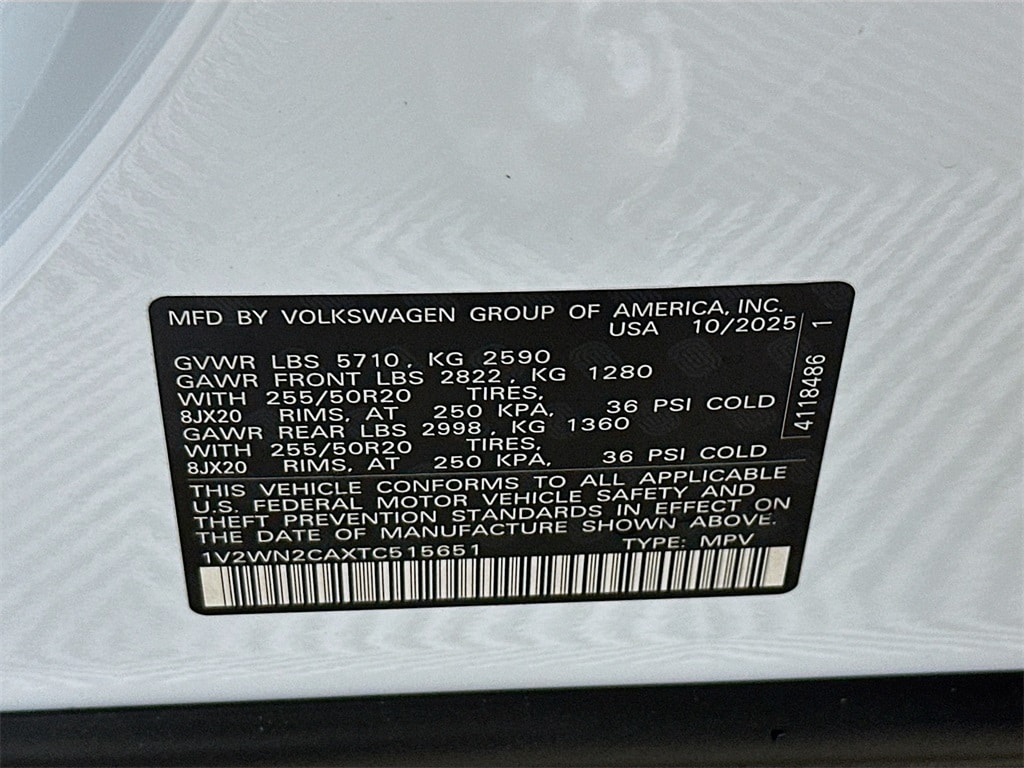 MFD BY VOLKSWAGEN GROUP OF AMERICA, INC.
USA 10/2025
GVWR LBS 5710, KG 2590
GAWR FRONT LBS 2822, KG 1280
WITH 255/50R20 TIRES,
8JX20 RIMS, AT 250 KPA, 36 PSI COLD
GAWR REAR LBS 2998, KG 1360
WITH 255/50R20 TIRES,
8JX20 RIMS, AT 250 KPA, 36 PSI COLD
THIS VEHICLE CONFORMS TO ALL APPLICABLE
U.S. FEDERAL MOTOR VEHICLE SAFETY AND
THEFT PREVENTION STANDARDS IN EFFECT ON
THE DATE OF MANUFACTURE SHOWN ABOVE.
1V2WN2CAXTC515651 TYPE: MPV
4118486 1